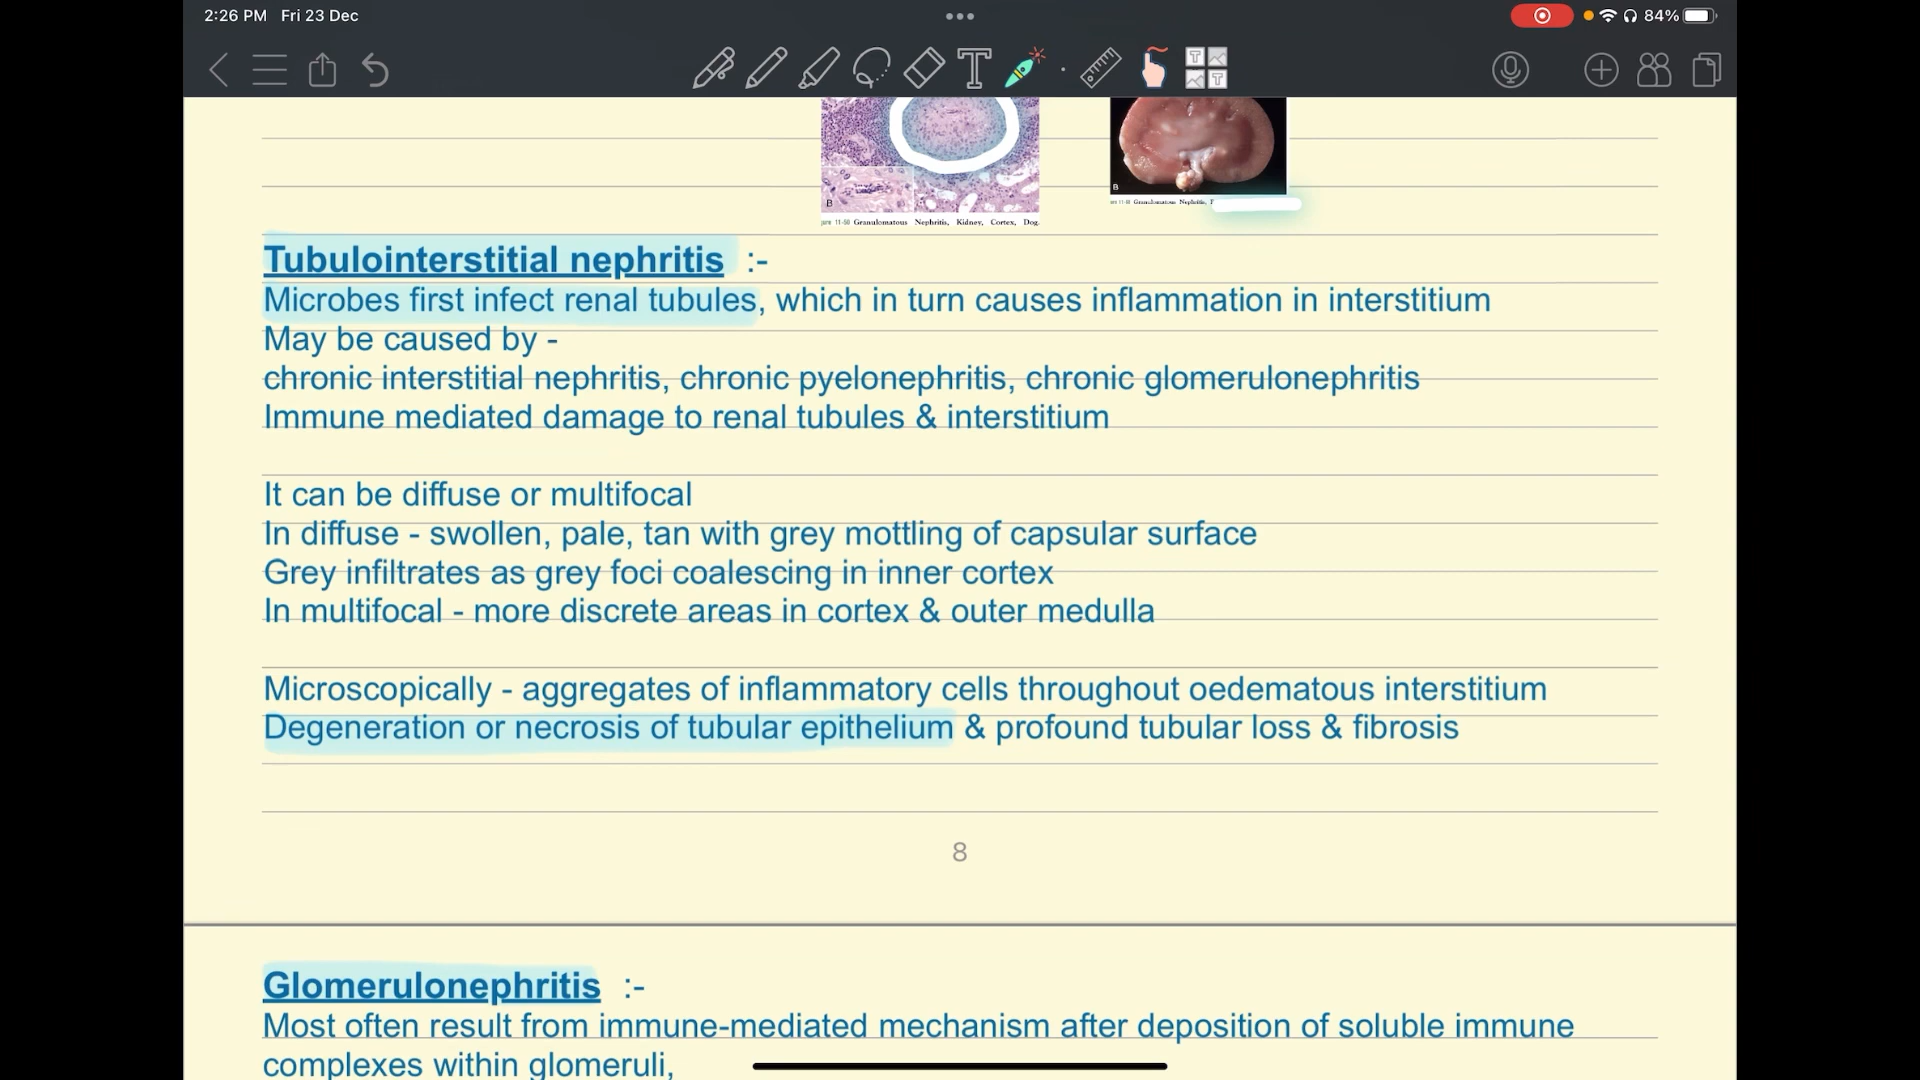 2:26 PM Fri 23 Dec
84%
B
B
11-50 Granulomatous Nephritis, Kidney, Cortex, Dog.
Granulomatous Nephritis,
Tubulointerstitial nephritis :-
Microbes first infect renal tubules, which in turn causes inflammation in interstitium
May be caused by -
chronic interstitial nephritis, chronic pyelonephritis, chronic glomerulonephritis
Immune mediated damage to renal tubules & interstitium
It can be diffuse or multifocal
In diffuse - swollen, pale, tan with grey mottling of capsular surface
Grey infiltrates as grey foci coalescing in inner cortex
In multifocal - more discrete areas in cortex & outer medulla
Microscopically - aggregates of inflammatory cells throughout oedematous interstitium
Degeneration or necrosis of tubular epithelium & profound tubular loss & fibrosis
8
Glomerulonephritis :-
Most often result from immune-mediated mechanism after deposition of soluble immune
complexes within glomeruli,